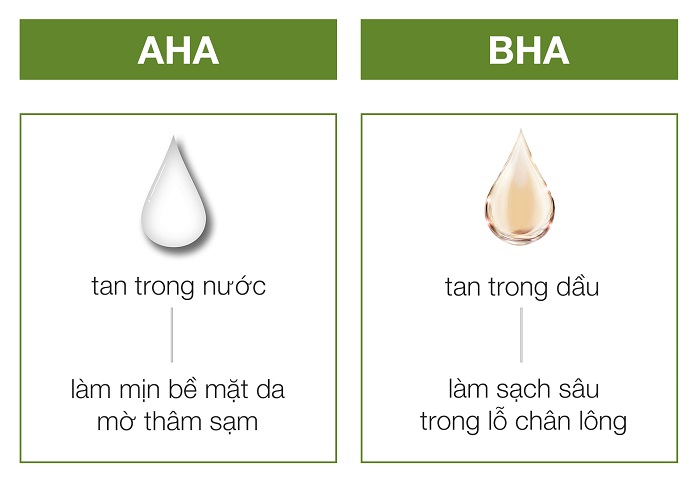 AHA
tan trong nước
làm mịn bề mặt da
mờ thâm sạm
BHA
tan trong dầu
làm sạch sâu
trong lỗ chân lông